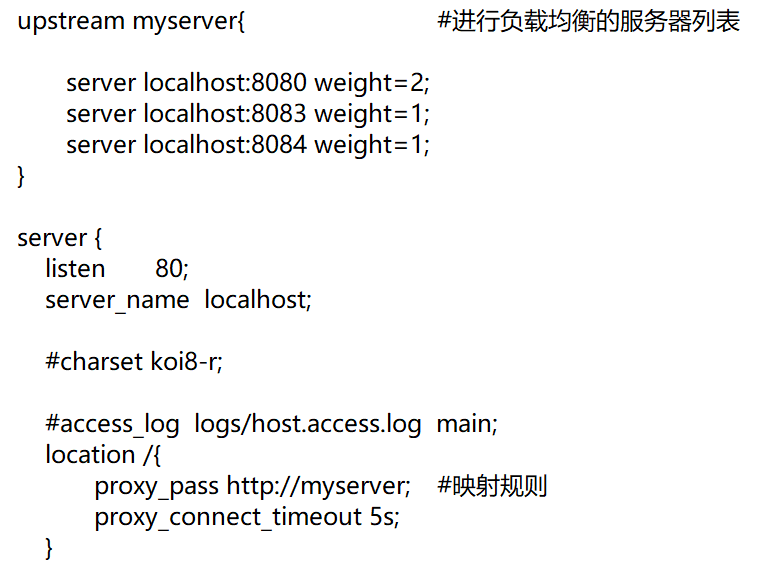 upstream myserver{ #进行负载均衡的服务器列表
server localhost:8080 weight=2;
server localhost:8083 weight=1;
server localhost:8084 weight=1;
}
server {
listen 80;
server_name localhost;
#charset koi8-r;
#access_log logs/host.access.log main;
location /{
proxy_pass http://myserver; #映射规则
proxy_connect_timeout 5s;
}